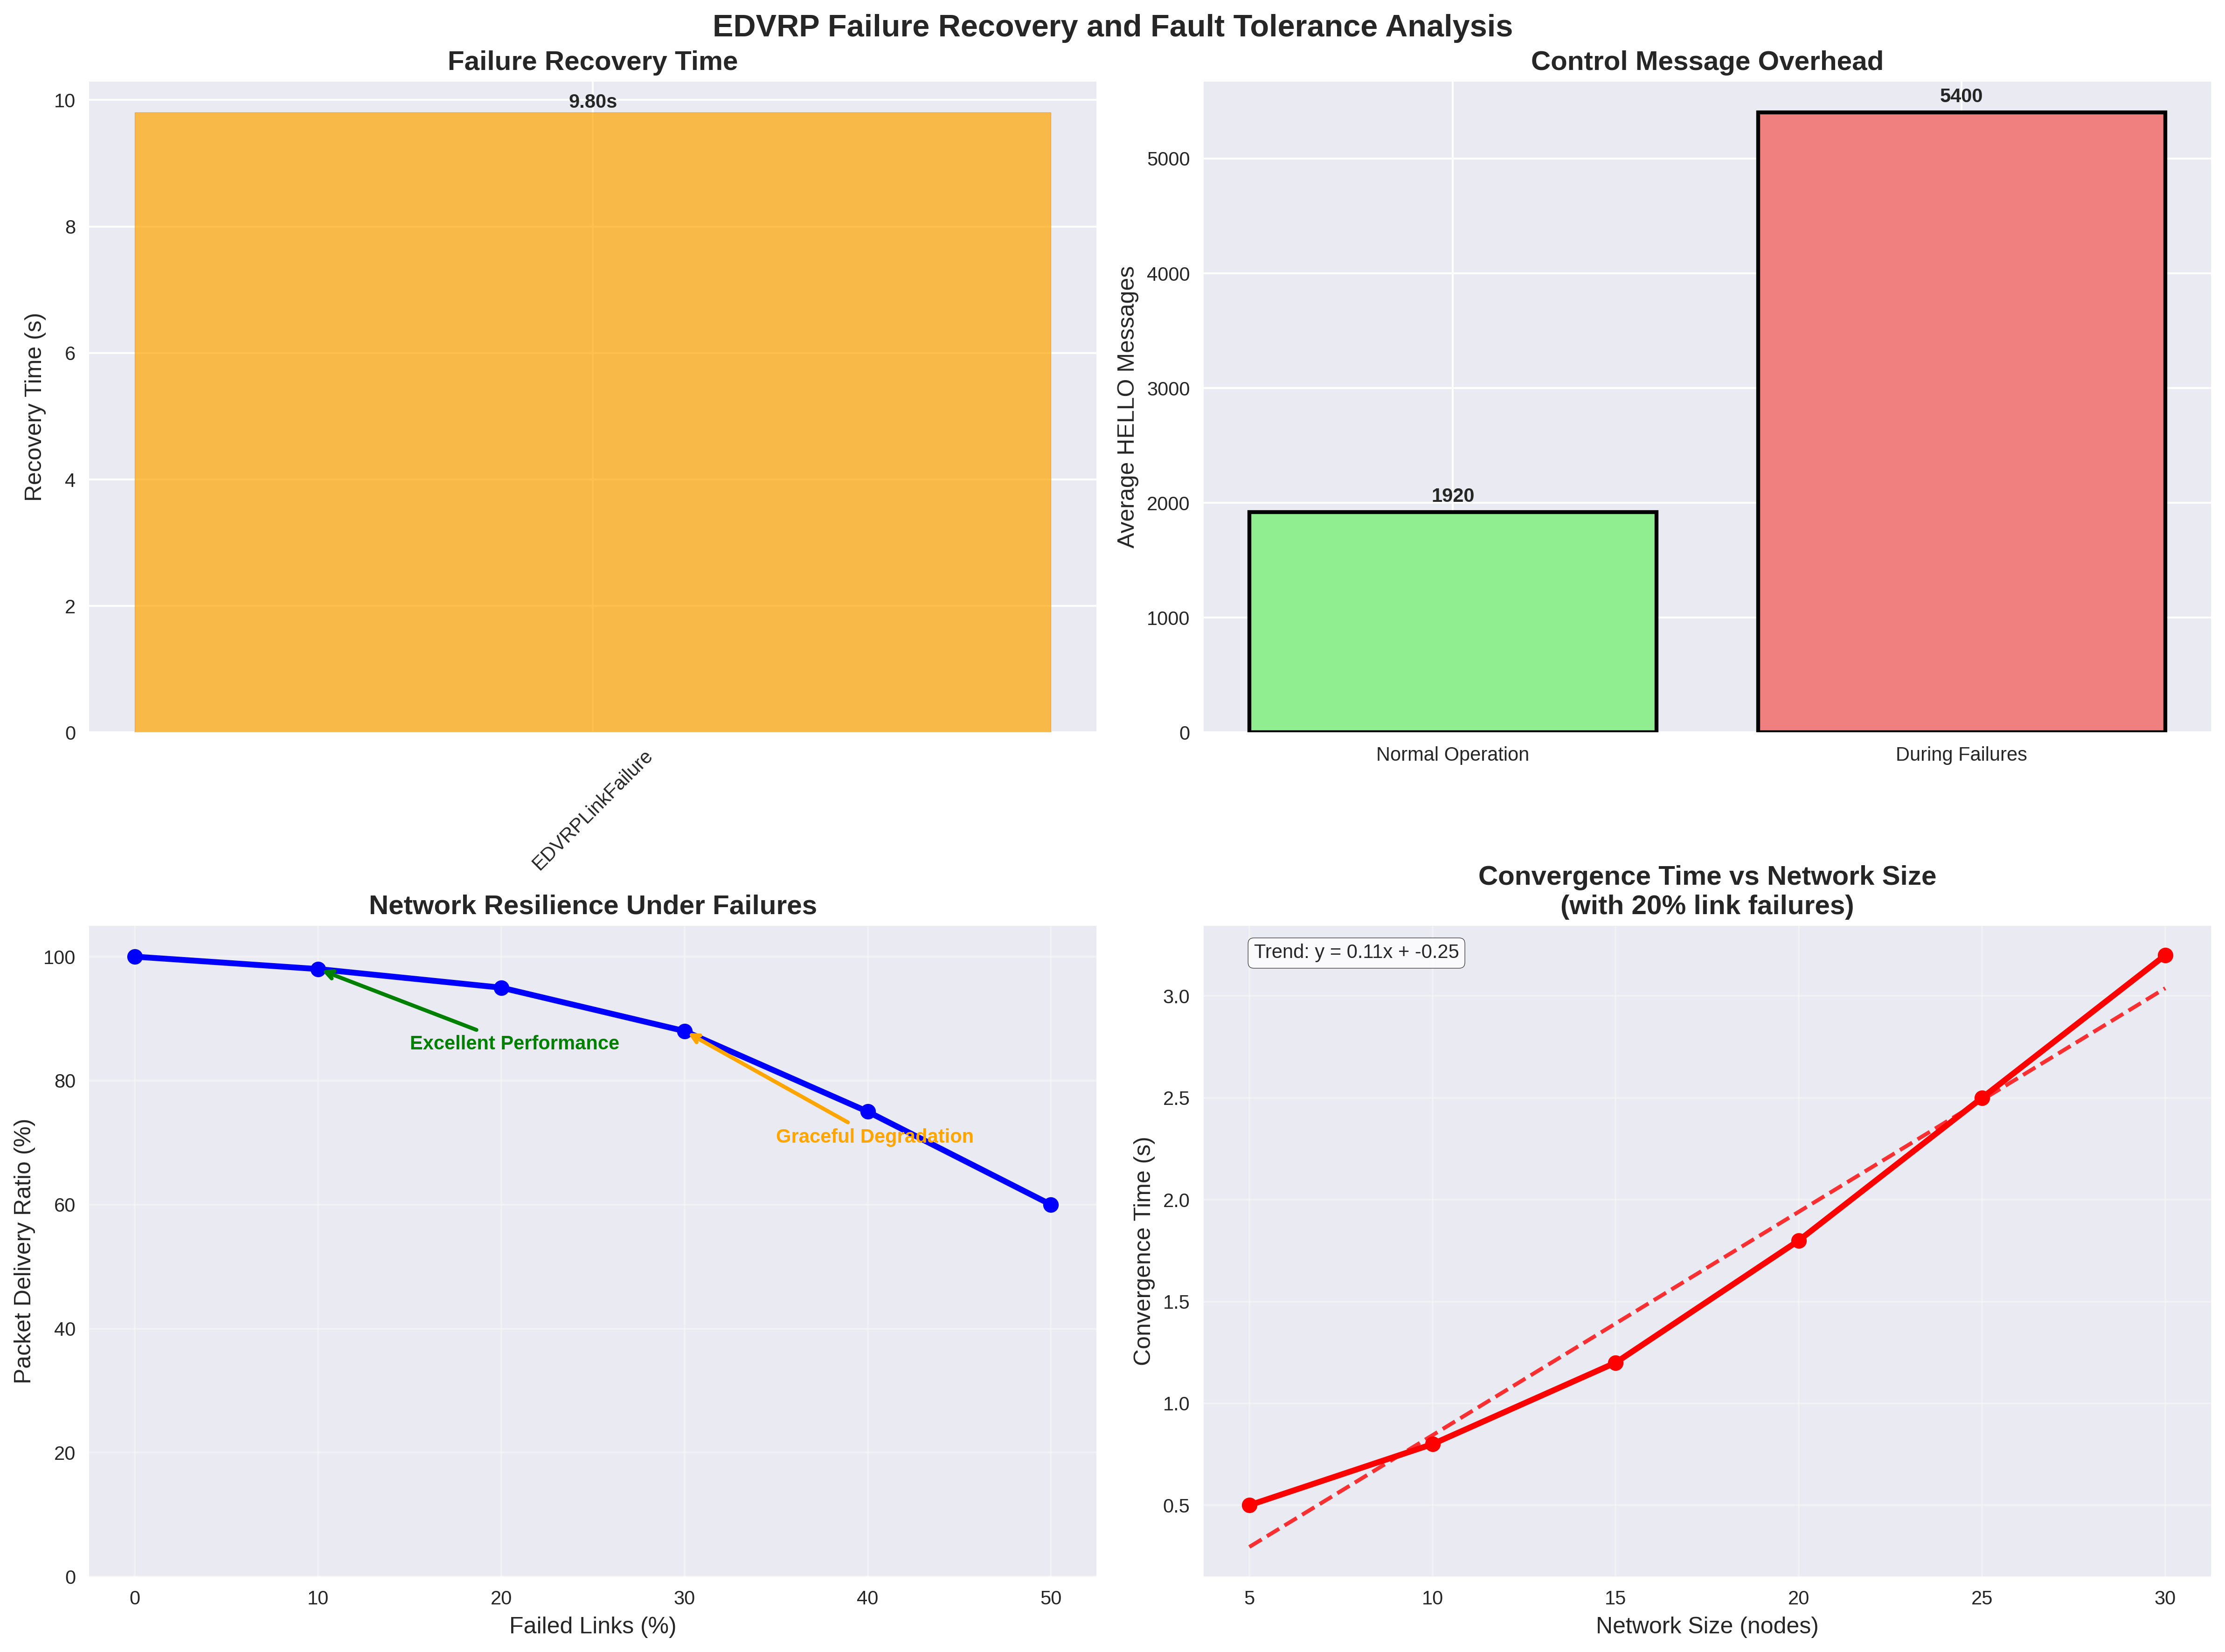 EDVRP Failure Recovery and Fault Tolerance Analysis
Failure Recovery Time
Recovery Time (s)
10
8
6
4
2
0
9.80s
EDVRPLinkFailure
Control Message Overhead
Average HELLO Messages
5000
4000
3000
2000
1000
0
1920
5400
Normal Operation
During Failures
Network Resilience Under Failures
Packet Delivery Ratio (%)
100
80
60
40
20
0
Excellent Performance
Graceful Degradation
0
10
20
30
40
50
Failed Links (%)
Convergence Time vs Network Size
(with 20% link failures)
Convergence Time (s)
Trend: y = 0.11x + -0.25
3.0
2.5
2.0
1.5
1.0
0.5
5
10
15
20
25
30
Network Size (nodes)